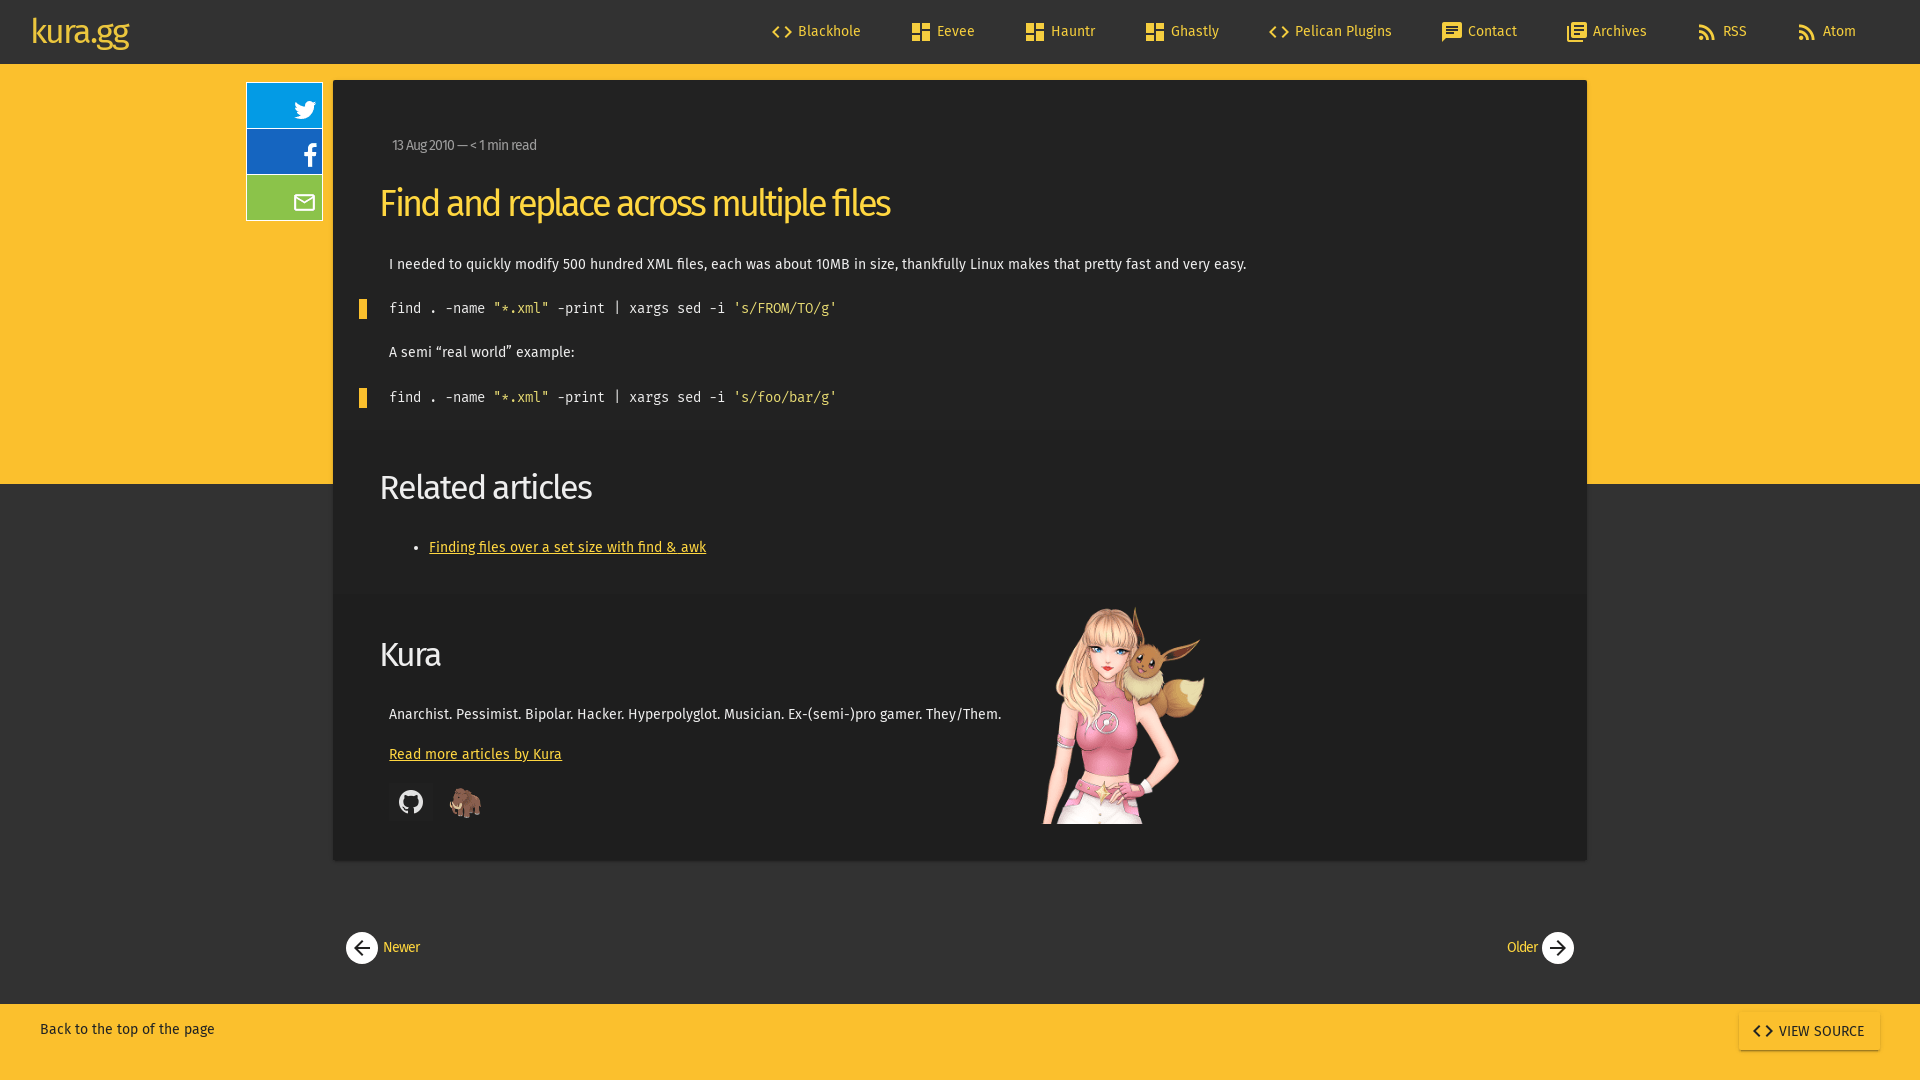 kura.gg
Blackhole
Eevee
Hauntr
Ghastly
Pelican Plugins
Contact
Archives
RSS
Atom
13 Aug 2010 — < 1 min read
Find and replace across multiple files
I needed to quickly modify 500 hundred XML files, each was about 10MB in size, thankfully Linux makes that pretty fast and very easy.
find . -name "*.xml" -print | xargs sed -i 's/FROM/TO/g'
A semi “real world” example:
find . -name "*.xml" -print | xargs sed -i 's/foo/bar/g'
Related articles
Finding files over a set size with find & awk
Kura
Anarchist. Pessimist. Bipolar. Hacker. Hyperpolyglot. Musician. Ex-(semi-)pro gamer. They/Them.
Read more articles by Kura
Newer
Older
Back to the top of the page
VIEW SOURCE